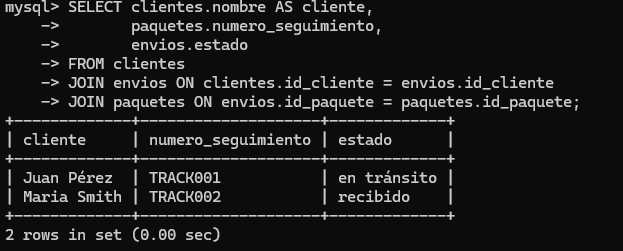 mysql> SELECT clientes.nombre AS cliente,
    ->        paquetes.numero_seguimiento,
    ->        envios.estado
    -> FROM clientes
    -> JOIN envios ON clientes.id_cliente = envios.id_cliente
    -> JOIN paquetes ON envios.id_paquete = paquetes.id_paquete;
+-------------+--------------------+-------------+
| cliente     | numero_seguimiento | estado      |
+-------------+--------------------+-------------+
| Juan Pérez  | TRACK001           | en tránsito |
| Maria Smith | TRACK002           | recibido    |
+-------------+--------------------+-------------+
2 rows in set (0.00 sec)